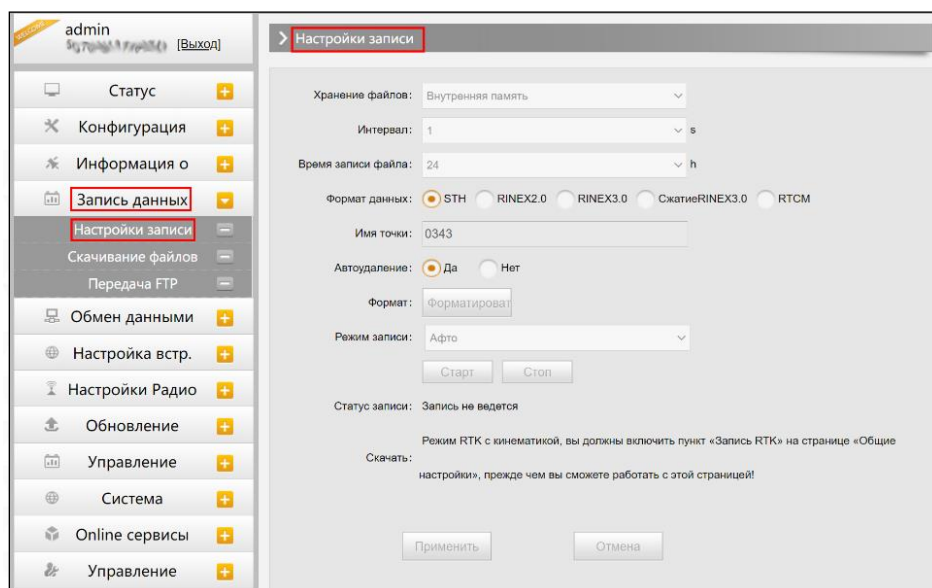 WELCOME
admin
[Выход]
Статус
Конфигурация
Информация о
Запись данных
Настройки записи
Скачивание файлов
Передача FTP
Обмен данными
Настройка встр.
Настройки Радио
Обновление
Управление
Система
Online сервисы
Управление
Настройки записи
Хранение файлов: Внутренняя память
Интервал: 1 s
Время записи файла: 24 h
Формат данных: STH RINEX2.0 RINEX3.0 СжатиеRINEX3.0 RTCM
Имя точки: 0343
Автоудаление: Да Нет
Формат: Форматироват
Режим записи: Афто
Старт Стоп
Статус записи: Запись не ведется
Режим RTK с кинематикой, вы должны включить пункт «Запись RTK» на странице «Общие
Скачать:
настройки», прежде чем вы сможете работать с этой страницей!
Применить Отмена